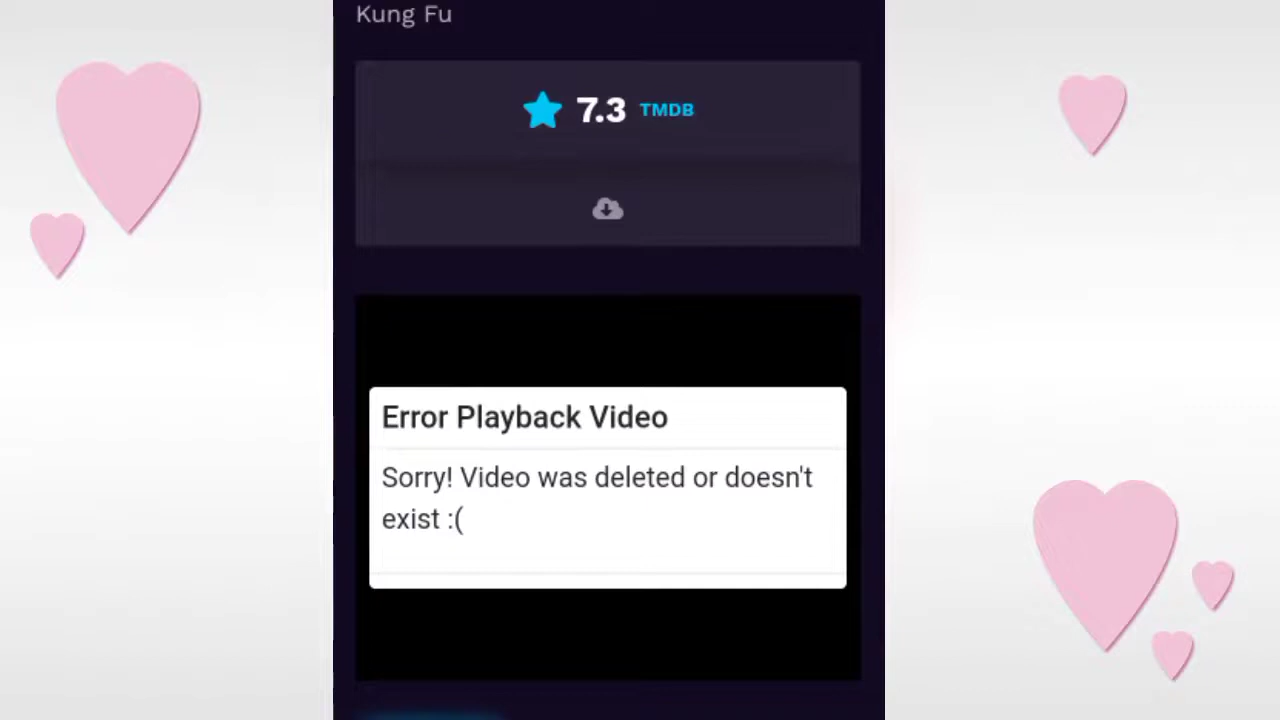 Kung Fu
7.3 TMDB
Error Playback Video
Sorry! Video was deleted or doesn't
exist :(